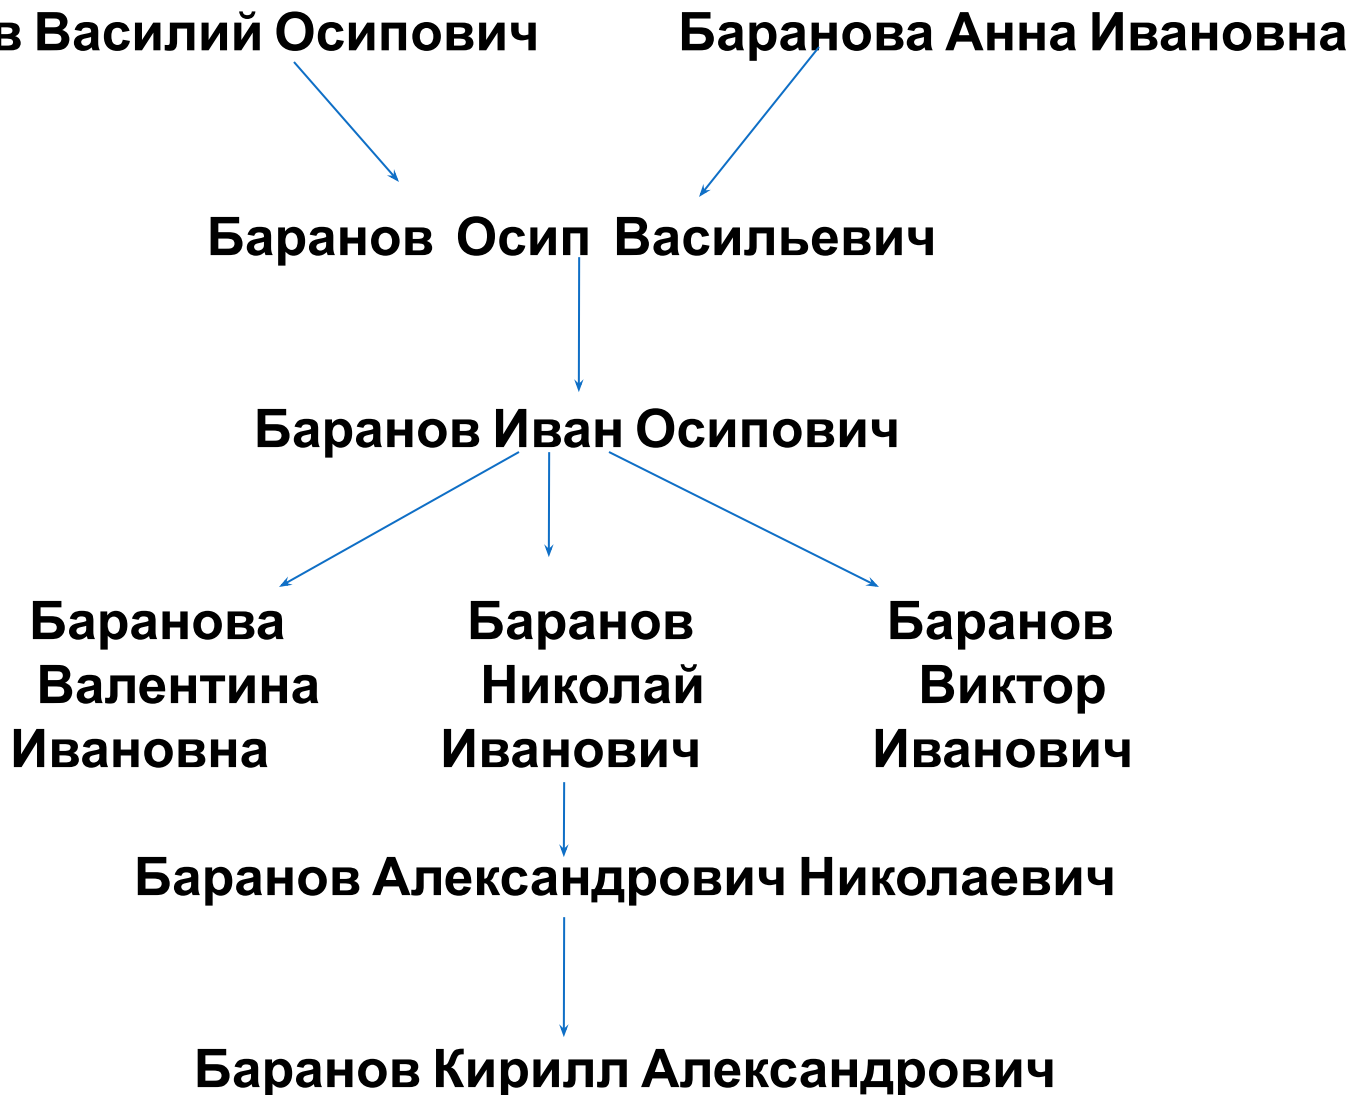 в Василий Осипович Баранова Анна Ивановна
Баранов Осип Васильевич
Баранов Иван Осипович
Баранова Баранов Баранов
Валентина Николай Виктор
Ивановна Иванович Иванович
Баранов Александрович Николаевич
Баранов Кирилл Александрович